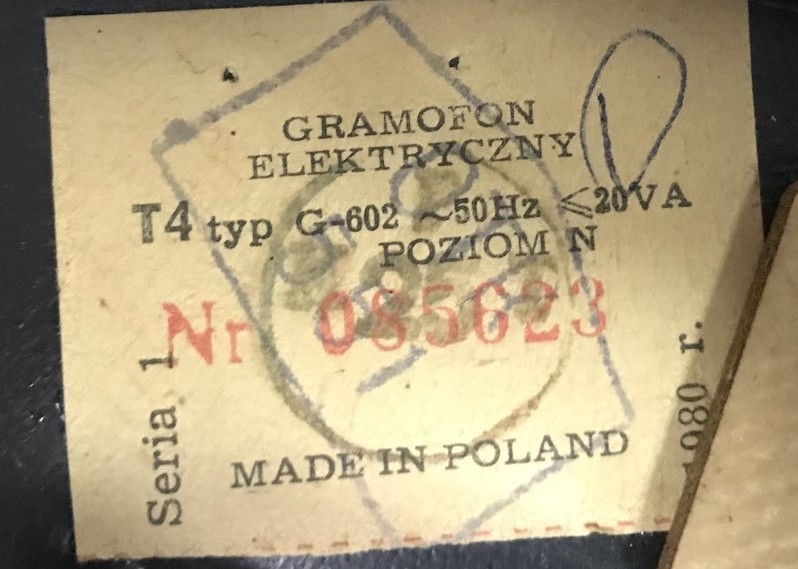 GRAMOFON
ELEKTRYCZNY
T4 typ G-602 ~50Hz ≤20VA
POZIOM N
Nr 085623
Seria 1
1980 r.
MADE IN POLAND